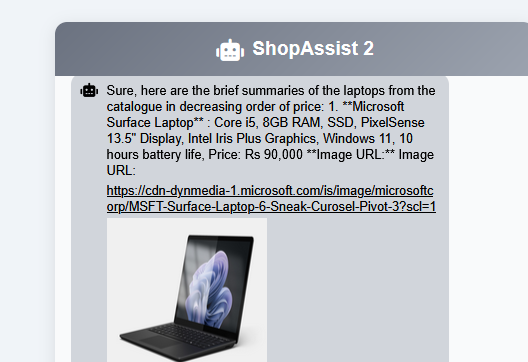 ShopAssist 2
Sure, here are the brief summaries of the laptops from the
catalogue in decreasing order of price: 1. **Microsoft
Surface Laptop** : Core i5, 8GB RAM, SSD, PixelSense
13.5" Display, Intel Iris Plus Graphics, Windows 11, 10
hours battery life, Price: Rs 90,000 **Image URL:** Image
URL:
https://cdn-dynmedia-1.microsoft.com/is/image/microsoftc
orp/MSFT-Surface-Laptop-6-Sneak-Curosel-Pivot-3?scl=1